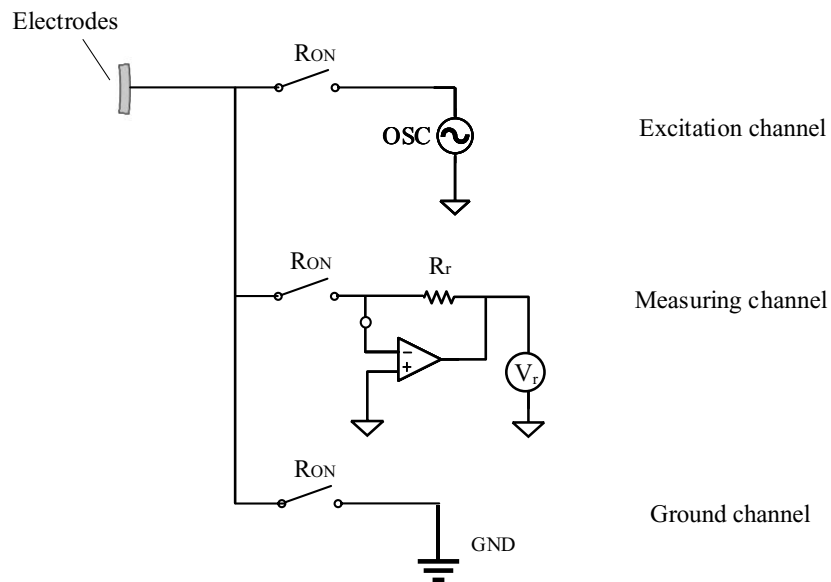 Electrodes
RON
OSC
Excitation channel
RON
Rr
Measuring channel
−
+
Vr
RON
Ground channel
GND